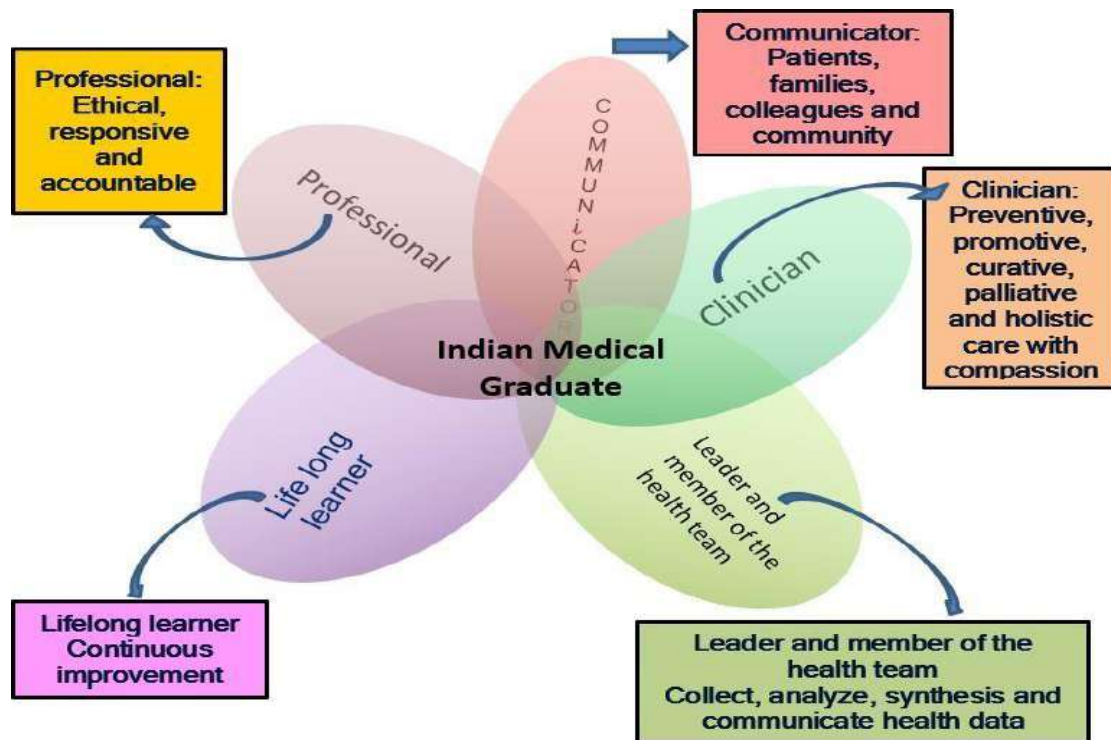 Communicator:
Patients,
families,
colleagues and
community
Professional:
Ethical,
responsive
and
accountable
COMMUNiCATOR
Professional
Clinician
Clinician:
Preventive,
promotive,
curative,
palliative
and holistic
care with
compassion
Indian Medical
Graduate
Life long
learner
Leader and
member of the
health team
Lifelong learner
Continuous
improvement
Leader and member of the
health team
Collect, analyze, synthesis and
communicate health data